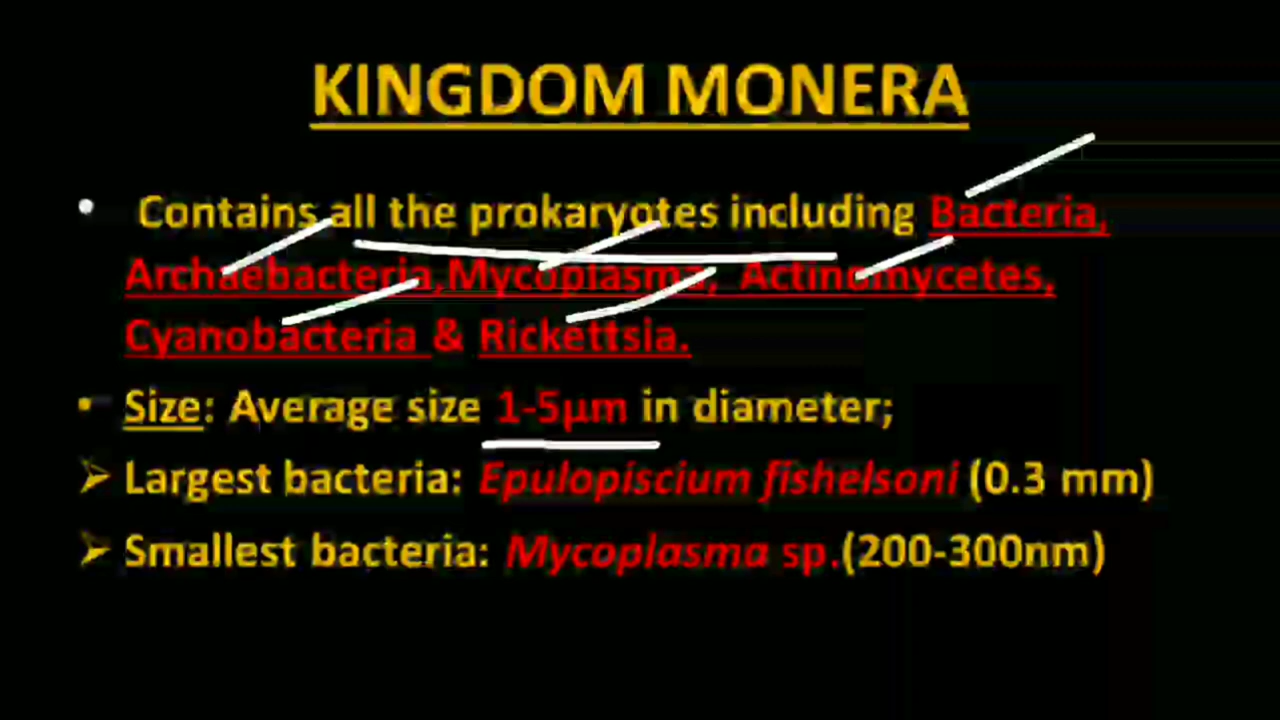 KINGDOM MONERA
• Contains all the prokaryotes including Bacteria,
Archaebacteria,Mycoplasma, Actinomycetes,
Cyanobacteria & Rickettsia.
• Size: Average size 1-5µm in diameter;
➢ Largest bacteria: Epulopiscium fishelsoni (0.3 mm)
➢ Smallest bacteria: Mycoplasma sp.(200-300nm)